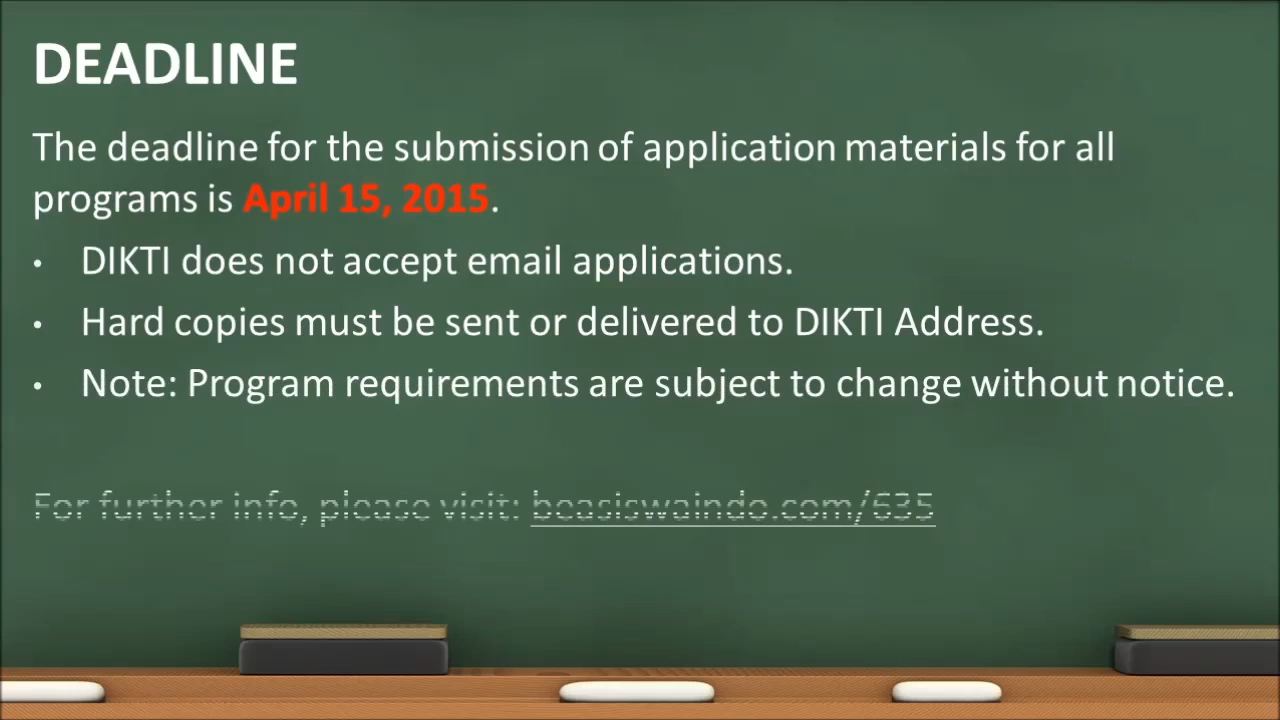 DEADLINE
The deadline for the submission of application materials for all
programs is April 15, 2015.
• DIKTI does not accept email applications.
• Hard copies must be sent or delivered to DIKTI Address.
• Note: Program requirements are subject to change without notice.
For further info, please visit: beasiswaindo.com/635